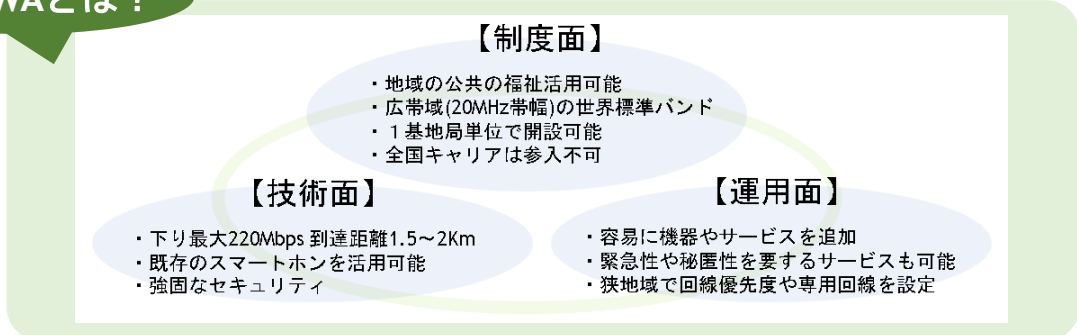 WAとは？
【制度面】
・地域の公共の福祉活用可能
・広帯域(20MHz帯幅)の世界標準バンド
・１基地局単位で開設可能
・全国キャリアは参入不可
【技術面】
・下り最大220Mbps 到達距離1.5～2Km
・既存のスマートホンを活用可能
・強固なセキュリティ
【運用面】
・容易に機器やサービスを追加
・緊急性や秘匿性を要するサービスも可能
・狭地域で回線優先度や専用回線を設定